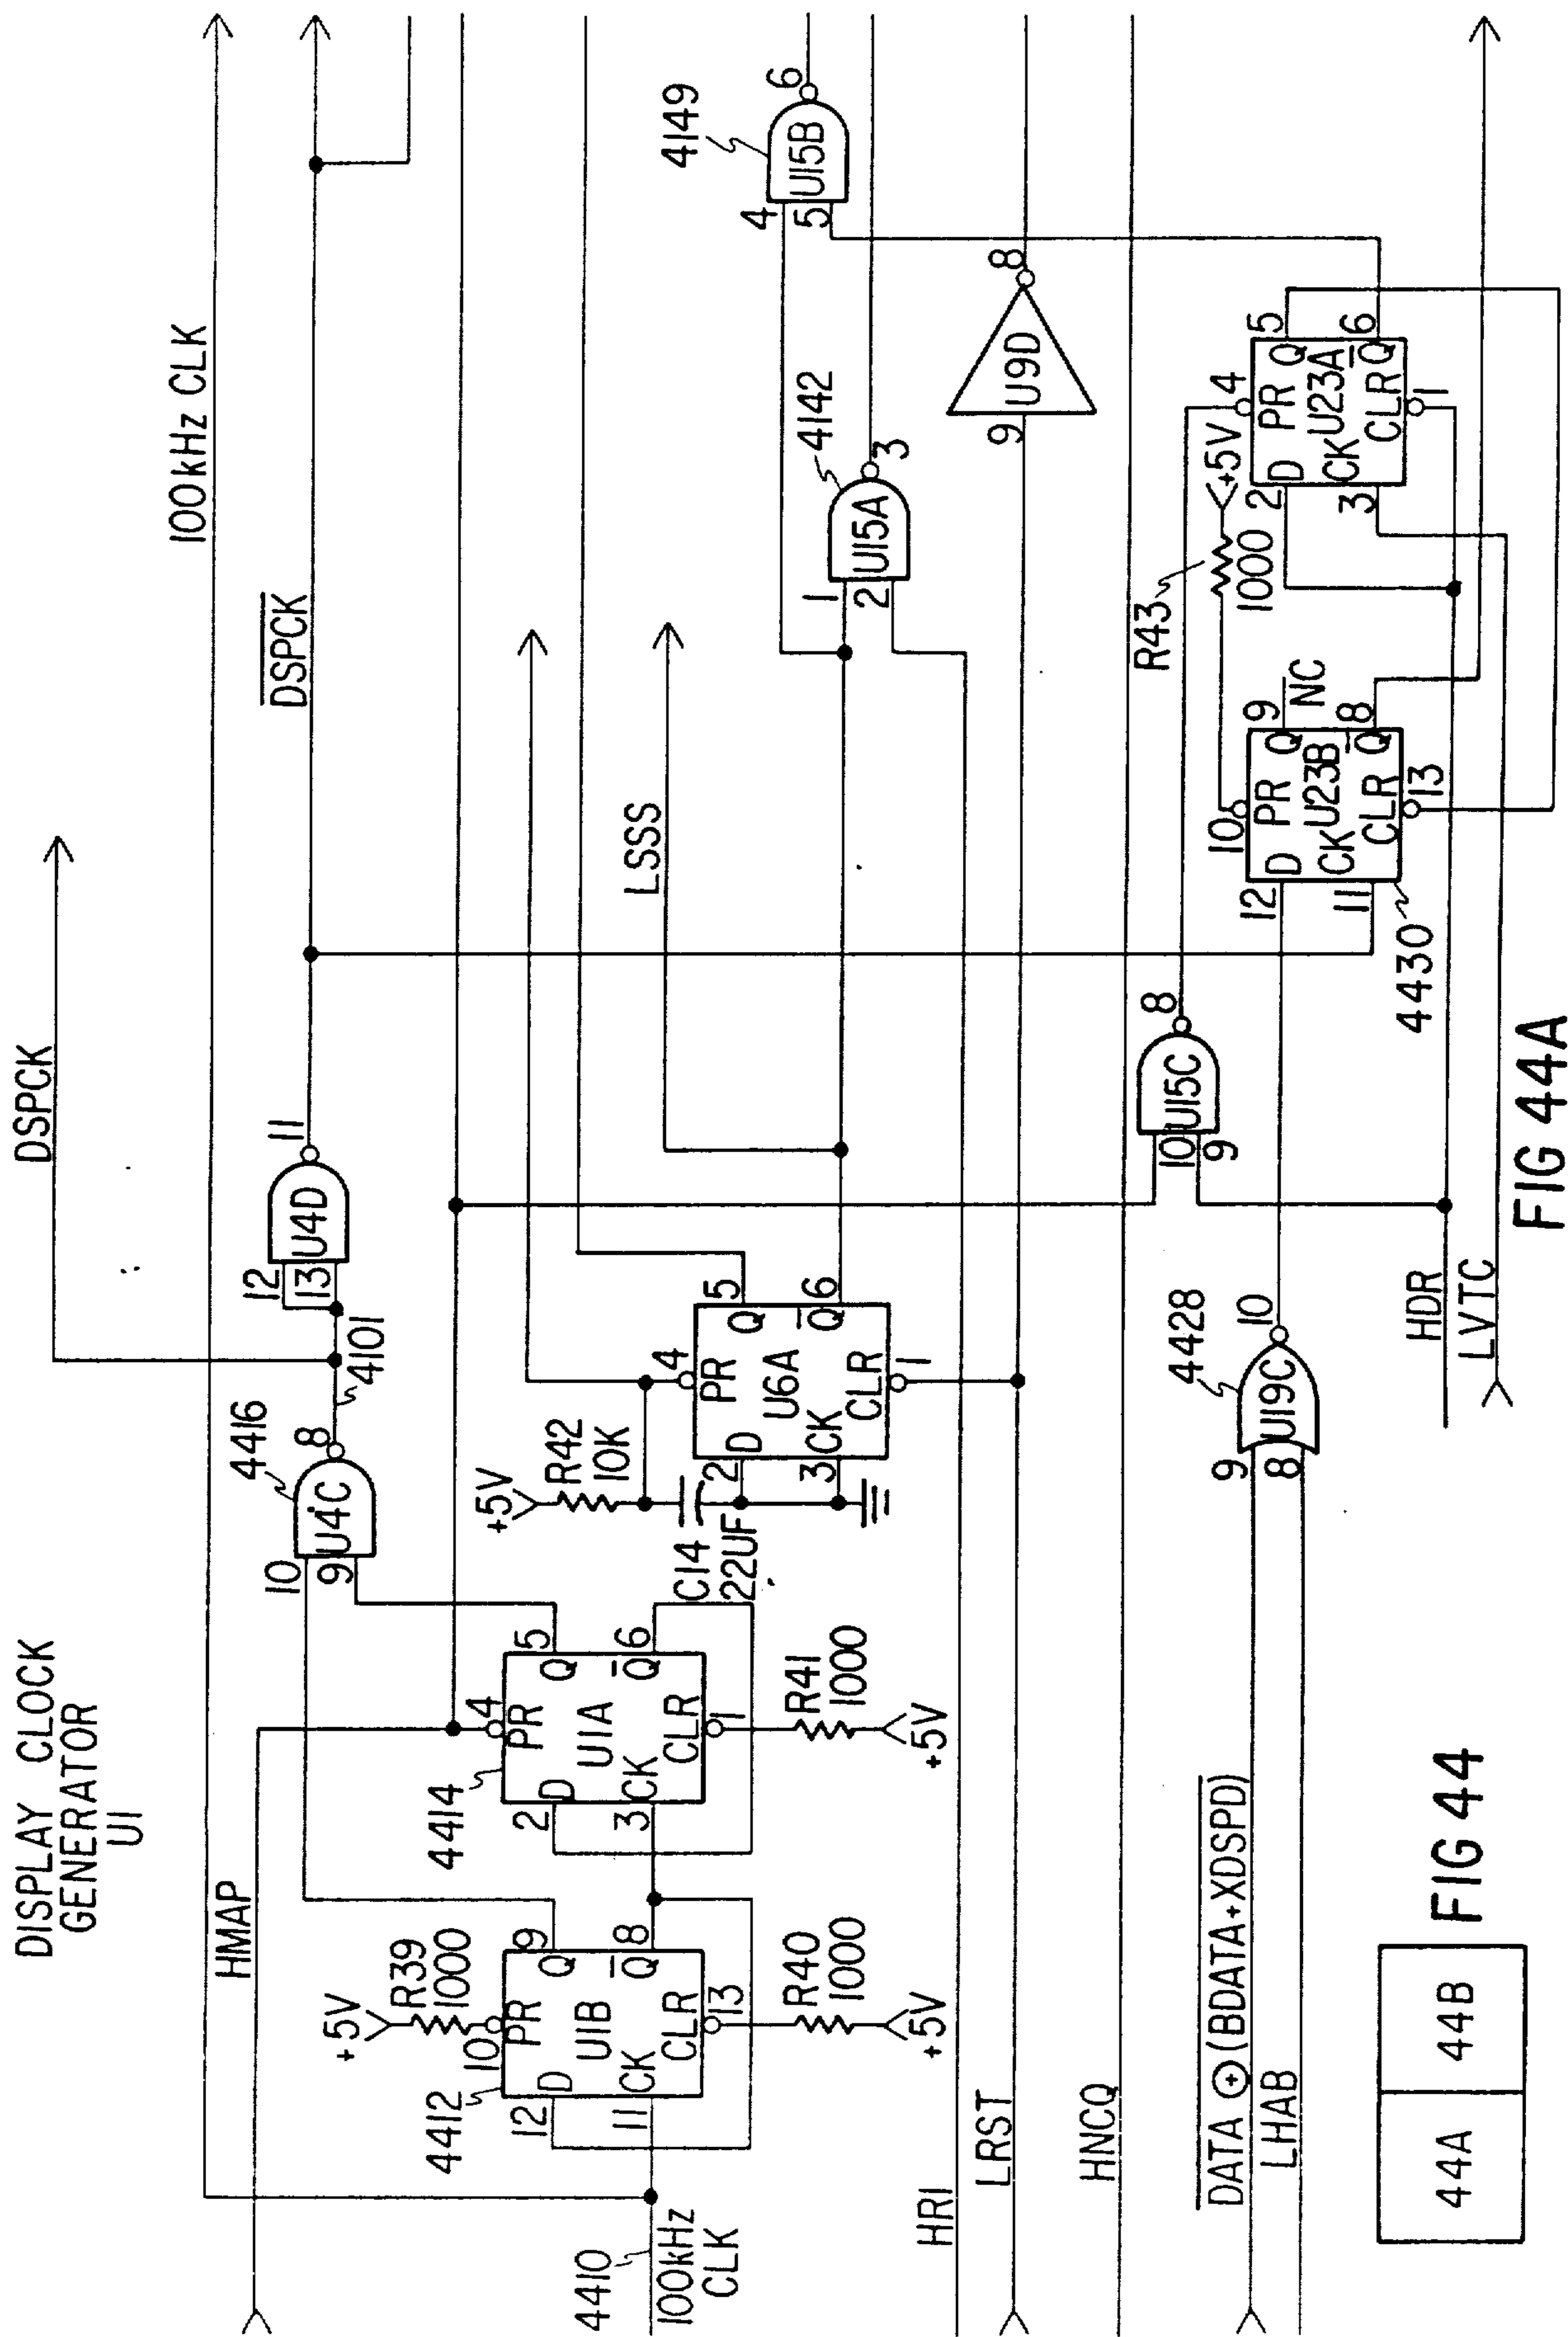 DISPLAY CLOCK
GENERATOR
U1
DSPCK
100kHz CLK
DSPCK
HMAP
4416
10
9
U4C
8
4101
12
13
U4D
11
+5V
R39
1000
10
PR
D
U1B
CK
CLR
Q
Q
12
11
9
8
13
4412
R40
1000
+5V
4410
100kHz
CLK
4414
4
PR
D
U1A
CK
CLR
Q
Q
2
3
5
6
1
R41
1000
+5V
+5V
R42
10K
C14
22UF
4
PR
D
U6A
CK
CLR
Q
Q
2
3
5
6
1
LSSS
4142
1
2
U15A
3
4149
4
5
U15B
6
9
U9D
8
HRI
LRST
HNCQ
10
9
U15C
8
DATA ⊕ (BDATA+XDSPD)
LHAB
4428
9
8
U19C
10
HDR
LVTC
R43
1000
+5V
10
PR
D
U23B
CK
CLR
Q
Q
12
11
9
NC
8
13
4430
4
PR
D
U23A
CK
CLR
Q
Q
2
3
5
6
1
44A
44B
FIG 44
FIG 44A